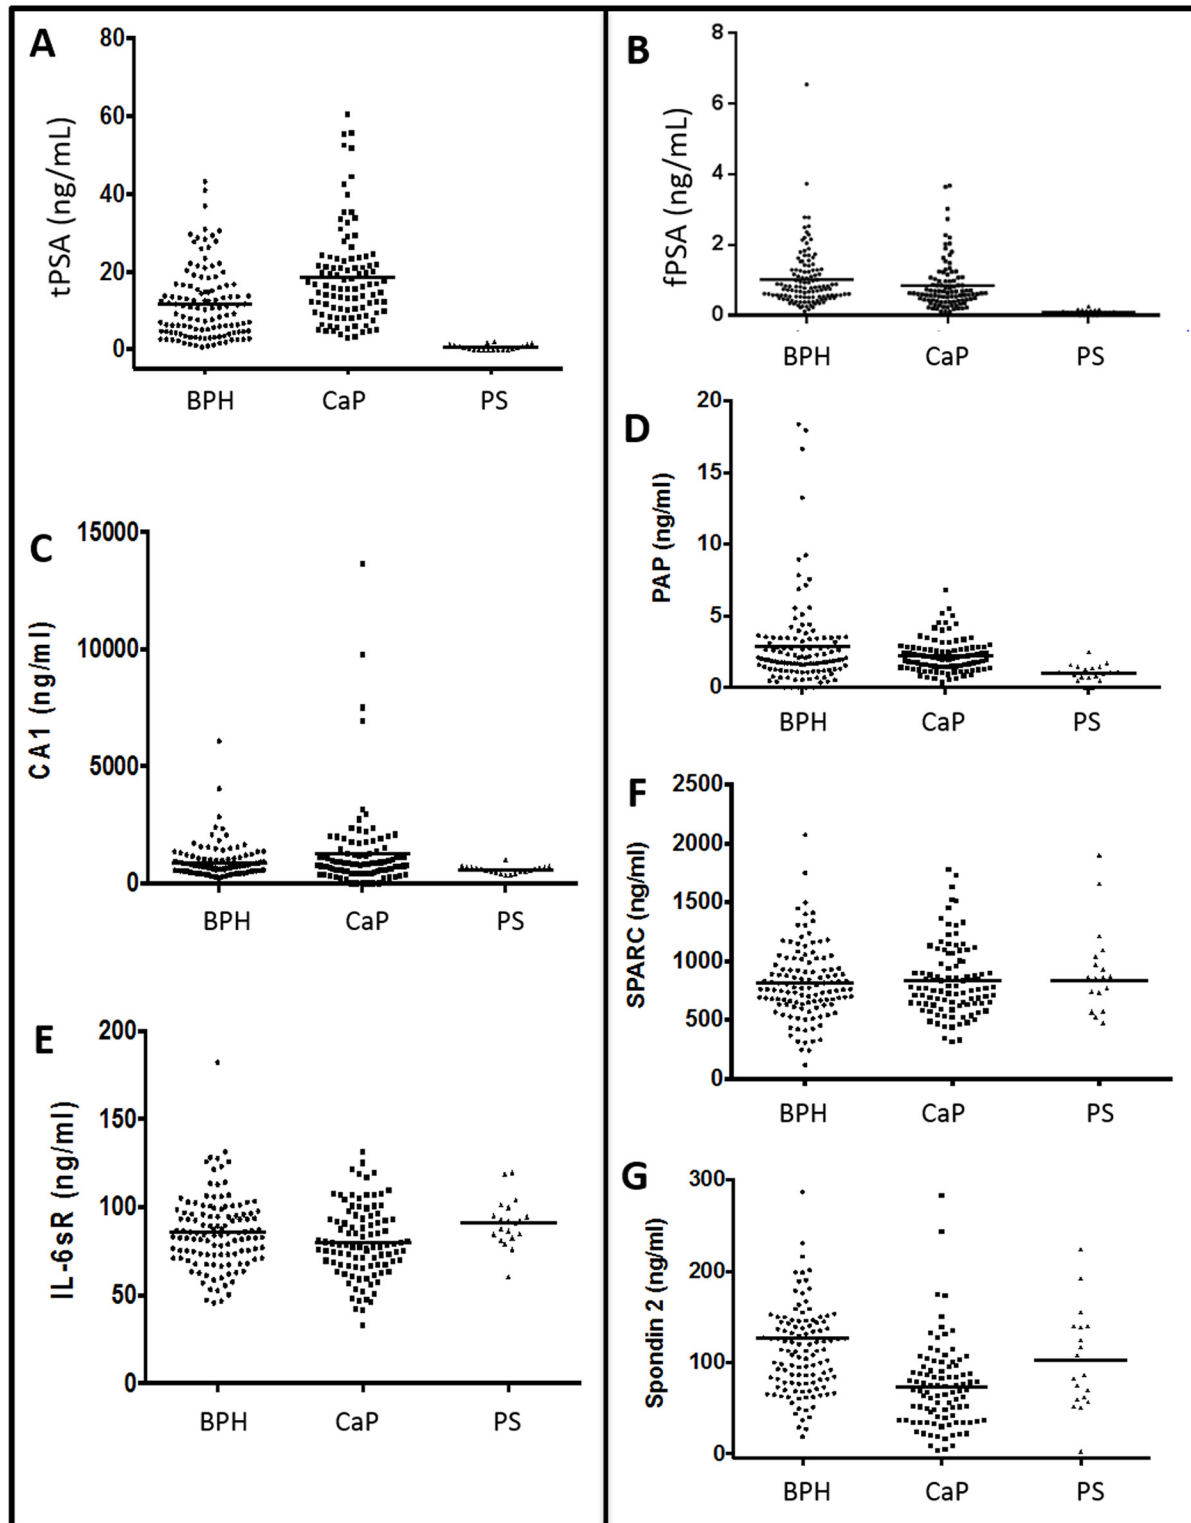 A
tPSA (ng/mL)
80
60
40
20
0
BPH CaP PS
B
fPSA (ng/mL)
8
6
4
2
0
BPH CaP PS
C
CA1 (ng/ml)
15000
10000
5000
0
BPH CaP PS
D
PAP (ng/ml)
20
15
10
5
0
BPH CaP PS
E
IL-6sR (ng/ml)
200
150
100
50
0
BPH CaP PS
F
SPARC (ng/ml)
2500
2000
1500
1000
500
0
BPH CaP PS
G
Spondin 2 (ng/ml)
300
200
100
0
BPH CaP PS